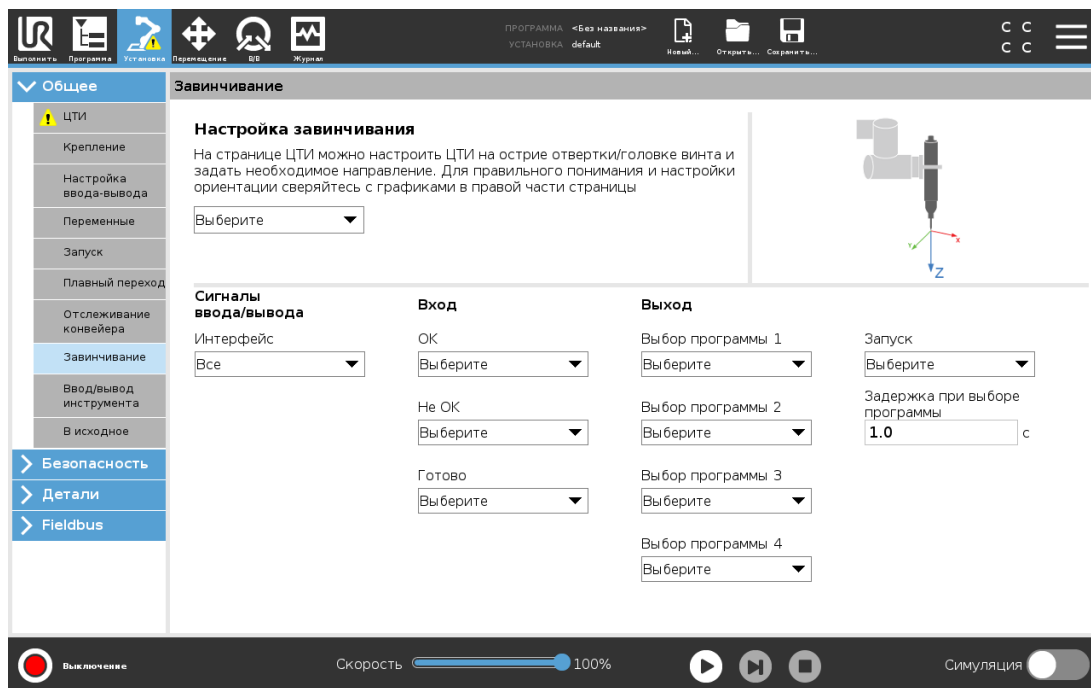 UR
ПРОГРАММА <Без названия>
УСТАНОВКА default
Выполнить Программа Установка Перемещение В/В Журнал
Новый... Открыть... Сохранить...
C C
C C
Общее
ЦТИ
Крепление
Настройка
ввода-вывода
Переменные
Запуск
Плавный переход
Отслеживание
конвейера
Завинчивание
Ввод/вывод
инструмента
В исходное
Безопасность
Детали
Fieldbus
Завинчивание
Настройка завинчивания
На странице ЦТИ можно настроить ЦТИ на острие отвертки/головке винта и
задать необходимое направление. Для правильного понимания и настройки
ориентации сверяйтесь с графиками в правой части страницы
Выберите
Y X
Z
Сигналы
ввода/вывода
Интерфейс
Все
Вход
OK
Выберите
Не OK
Выберите
Готово
Выберите
Выход
Выбор программы 1
Выберите
Выбор программы 2
Выберите
Выбор программы 3
Выберите
Выбор программы 4
Выберите
Запуск
Выберите
Задержка при выборе
программы
1.0 с
Выключение
Скорость 100%
Симуляция